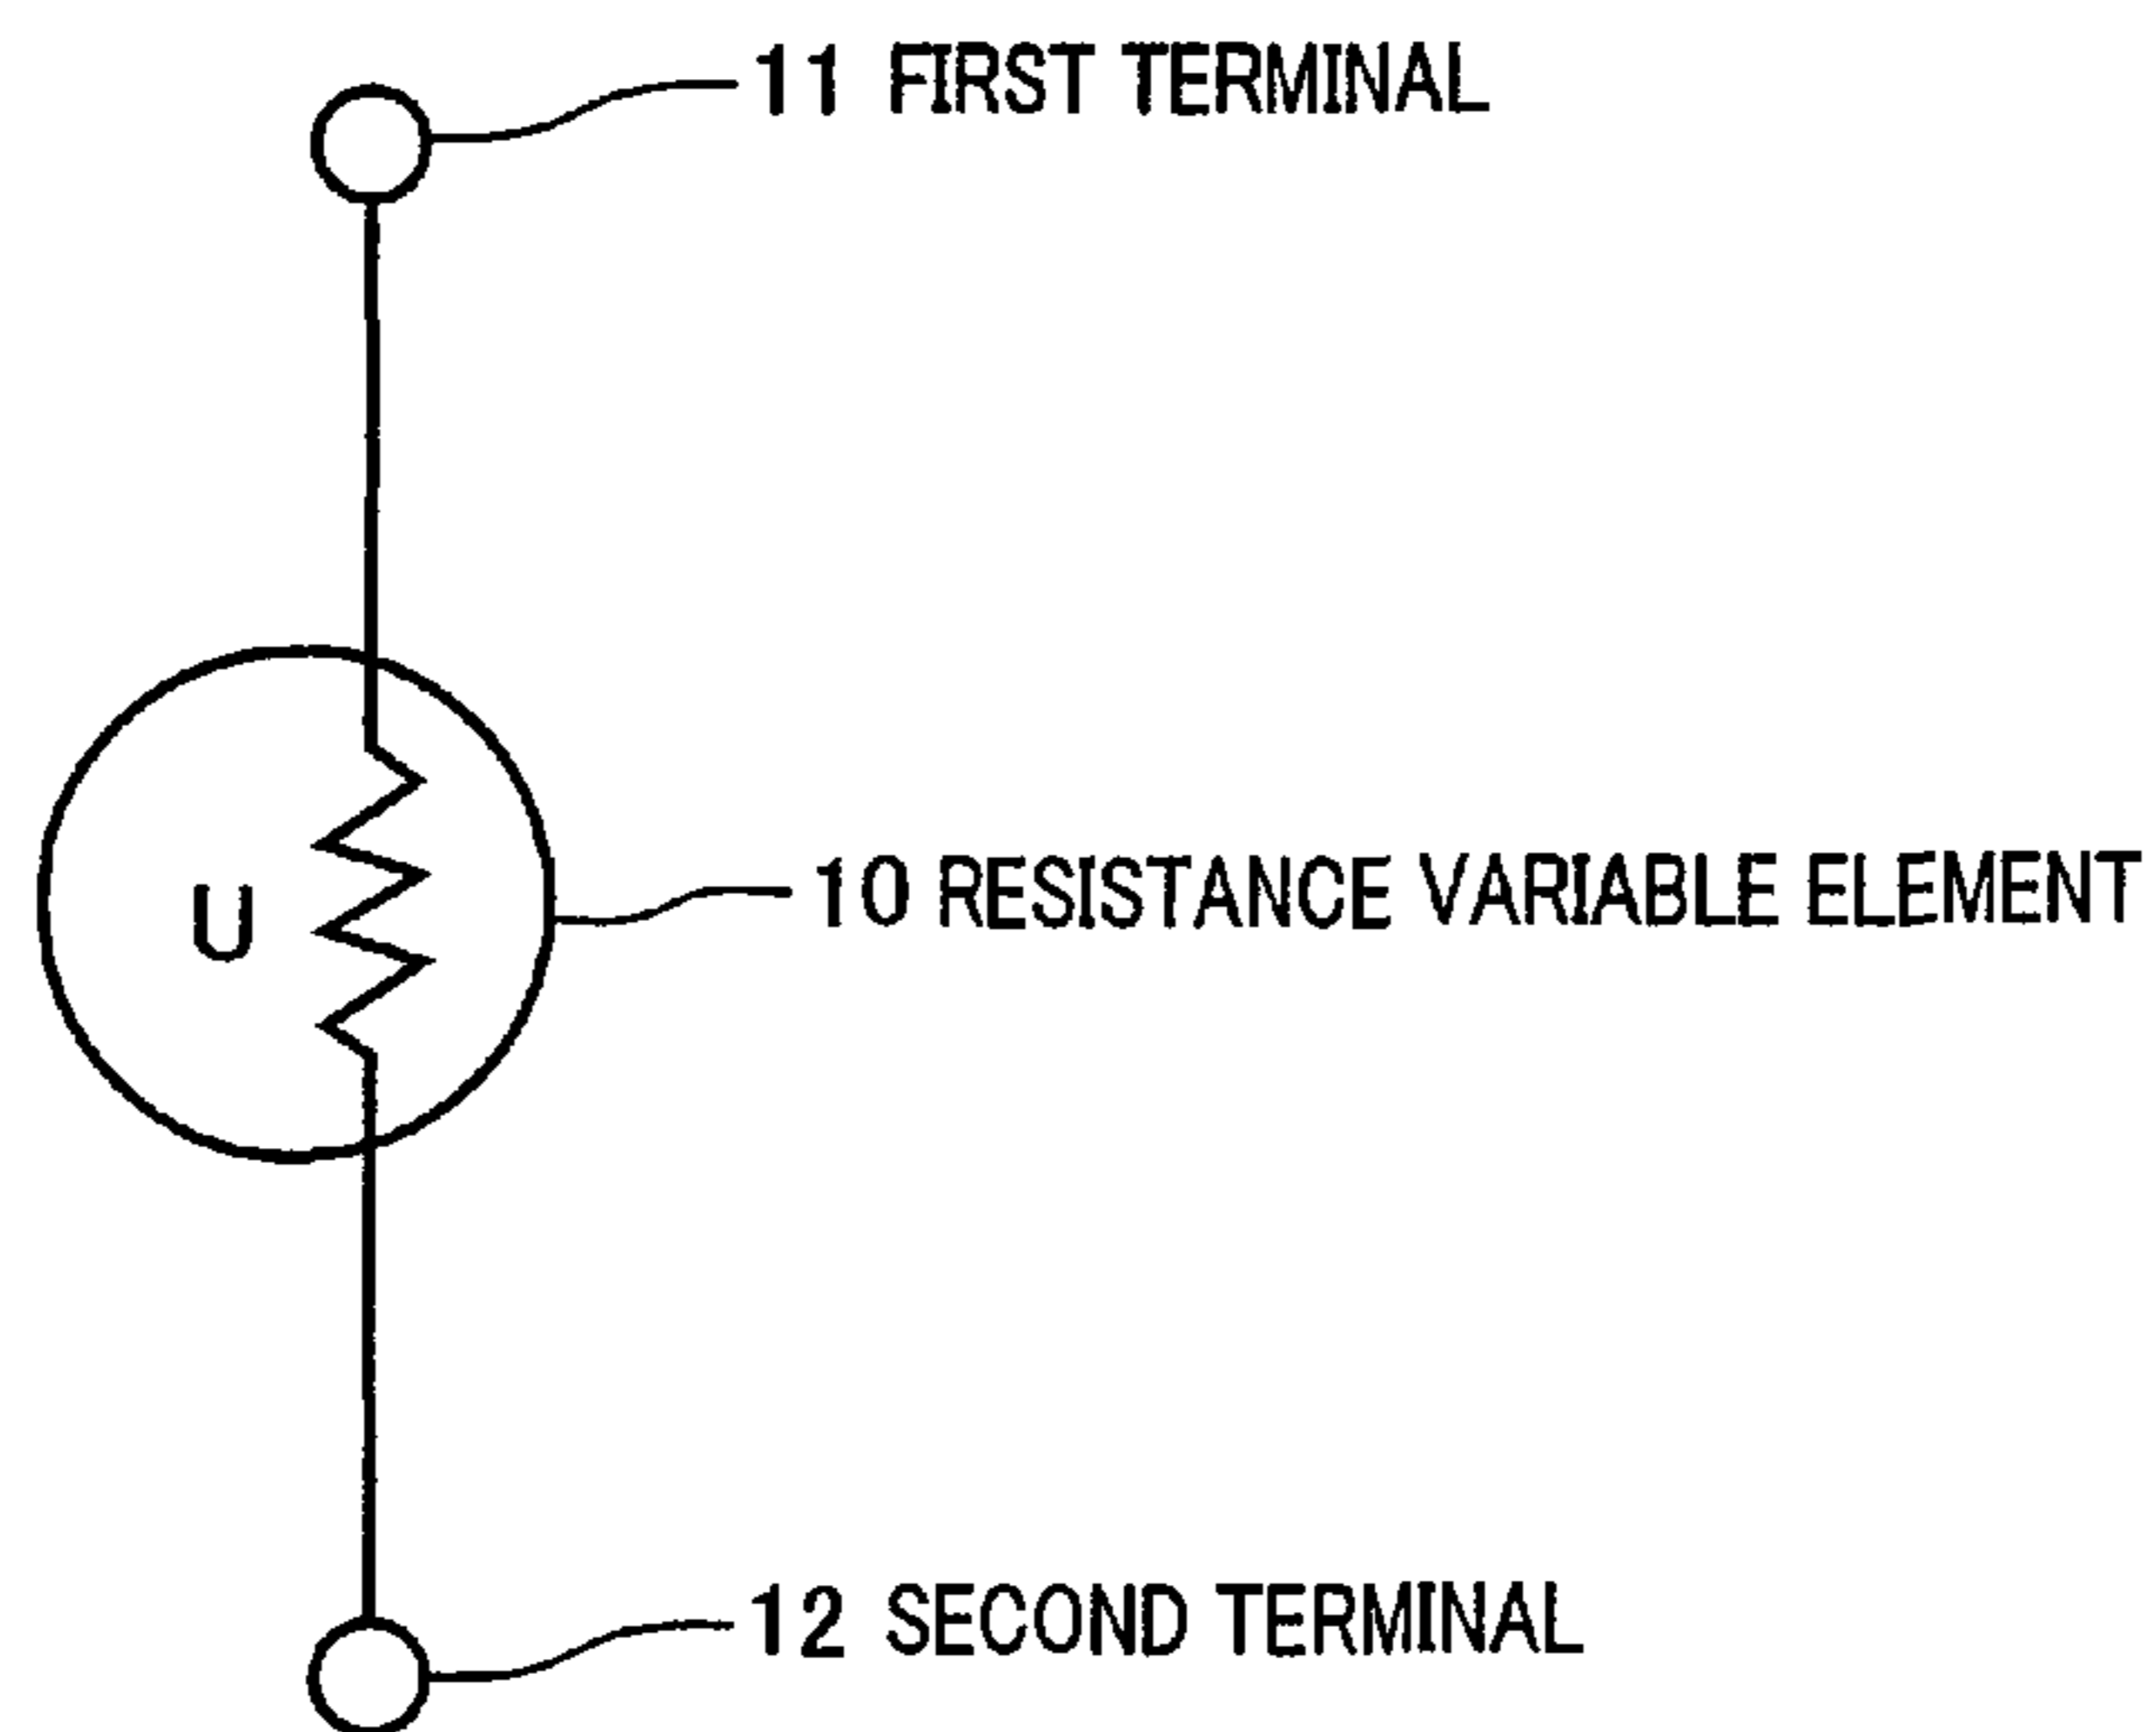 11 FIRST TERMINAL
U
10 RESISTANCE VARIABLE ELEMENT
12 SECOND TERMINAL